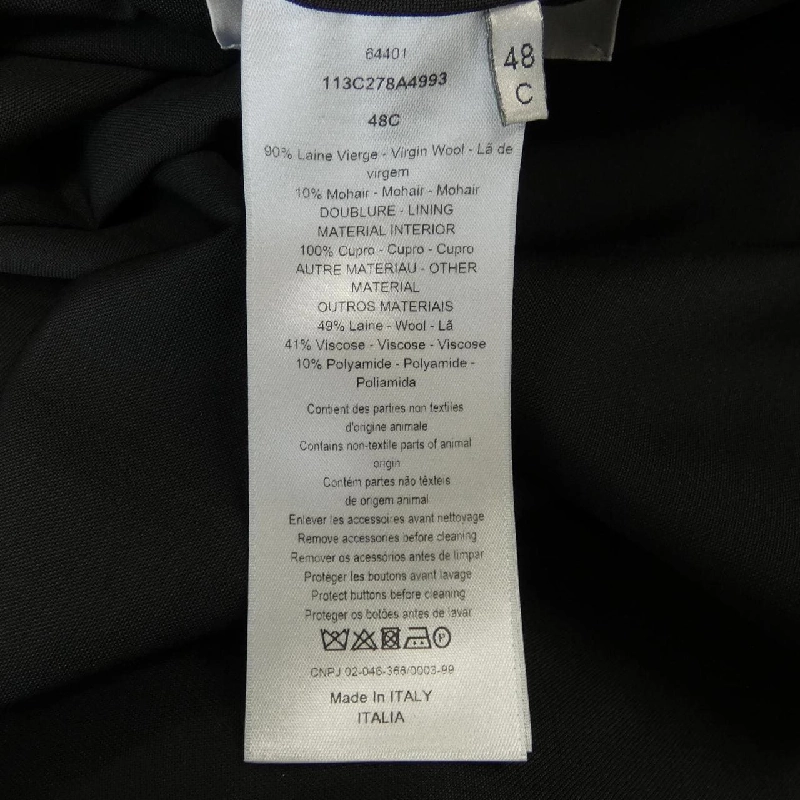 64401
113C278A4993
48C
48
C
90% Laine Vierge - Virgin Wool - Lã de
virgem
10% Mohair - Mohair - Mohair
DOUBLURE - LINING
MATERIAL INTERIOR
100% Cupro - Cupro - Cupro
AUTRE MATERIAU - OTHER
MATERIAL
OUTROS MATERIAIS
49% Laine - Wool - Lã
41% Viscose - Viscose - Viscose
10% Polyamide - Polyamide -
Poliamida
Contient des parties non textiles
d'origine animale
Contains non-textile parts of animal
origin
Contém partes não têxteis
de origem animal
Enlever les accessoires avant nettoyage
Remove accessories before cleaning
Remover os acessórios antes de limpar
Protéger les boutons avant lavage
Protect buttons before cleaning
Proteger os botões antes de lavar
P
CNPJ 02-046-366/0003-99
Made In ITALY
ITALIA